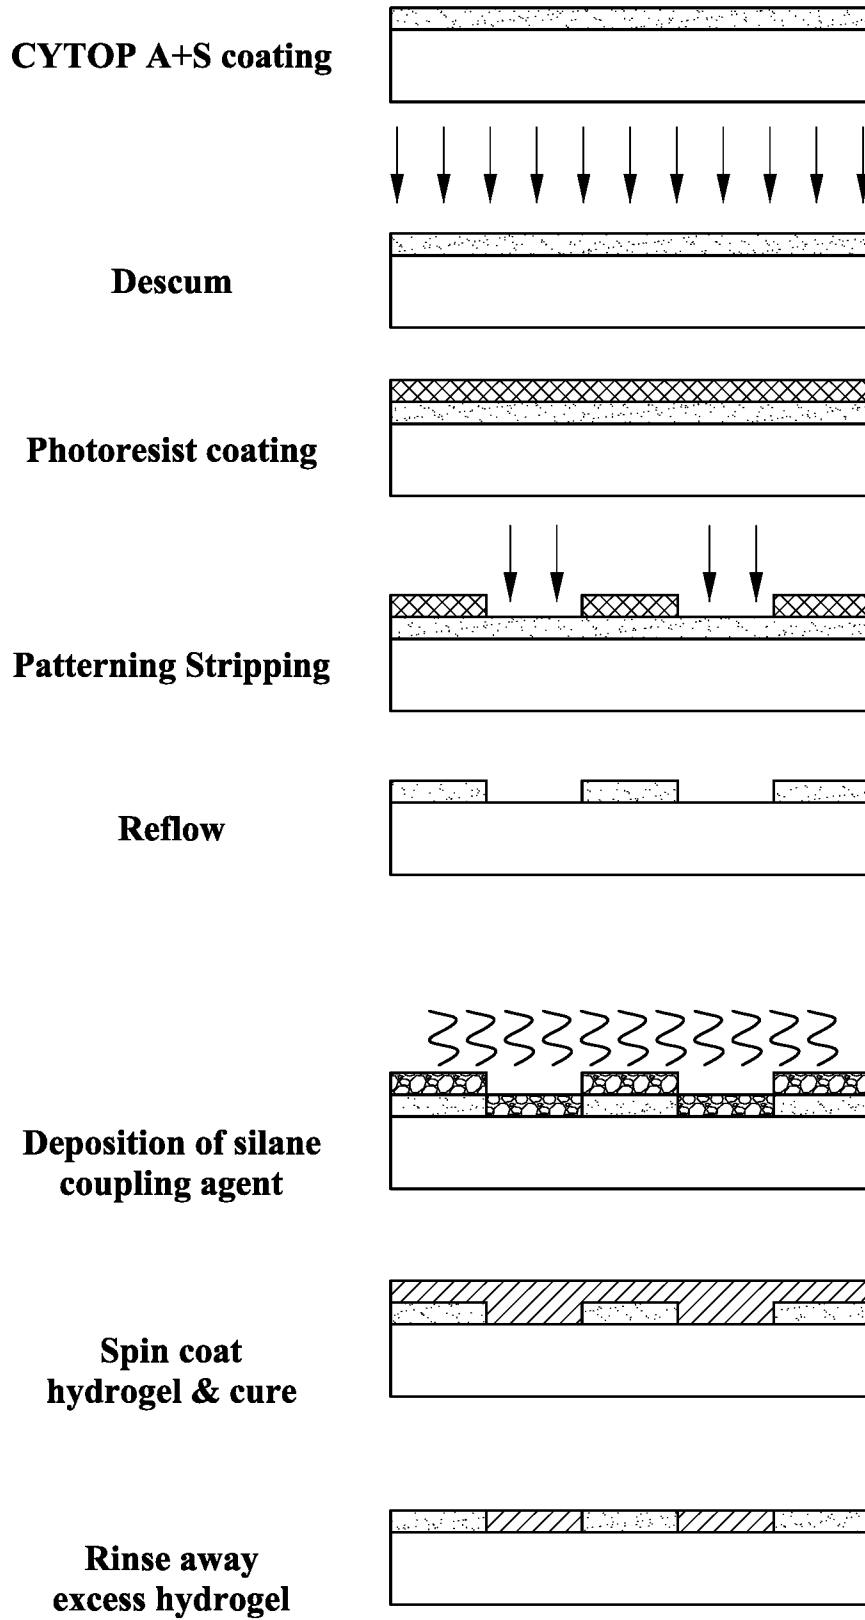 CYTOP A+S coating
Descum
Photoresist coating
Patterning Stripping
Reflow
Deposition of silane
coupling agent
Spin coat
hydrogel & cure
Rinse away
excess hydrogel